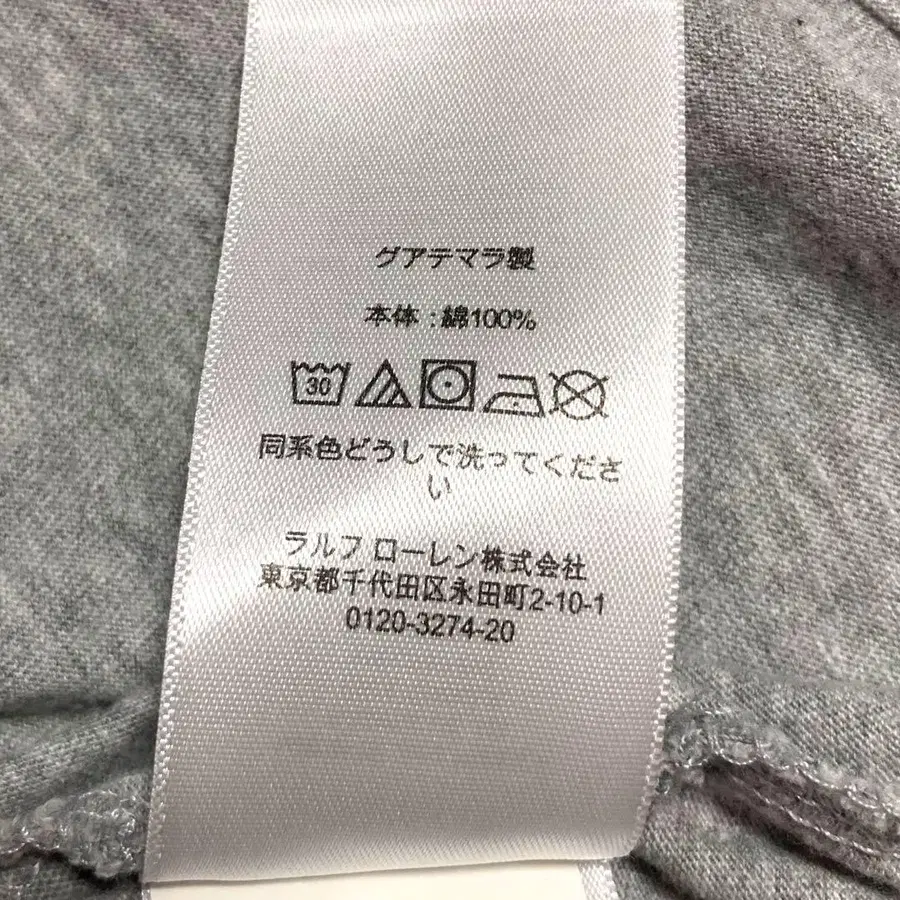 グアテマラ製
本体 : 綿100%
30
同系色どうしで洗ってくださ
い
ラルフ ローレン株式会社
東京都千代田区永田町2-10-1
0120-3274-20